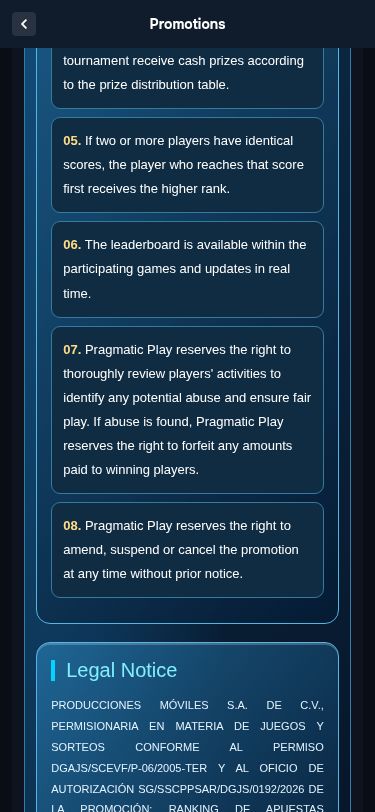 Promotions
tournament receive cash prizes according
to the prize distribution table.
05. If two or more players have identical
scores, the player who reaches that score
first receives the higher rank.
06. The leaderboard is available within the
participating games and updates in real
time.
07. Pragmatic Play reserves the right to
thoroughly review players' activities to
identify any potential abuse and ensure fair
play. If abuse is found, Pragmatic Play
reserves the right to forfeit any amounts
paid to winning players.
08. Pragmatic Play reserves the right to
amend, suspend or cancel the promotion
at any time without prior notice.
Legal Notice
PRODUCCIONES MÓVILES S.A. DE C.V.,
PERMISIONARIA EN MATERIA DE JUEGOS Y
SORTEOS CONFORME AL PERMISO
DGAJS/SCEVF/P-06/2005-TER Y AL OFICIO DE
AUTORIZACIÓN SG/SSCPPSAR/DGJS/0192/2026 DE
LA PROMOCIÓN: RANKING DE APUESTAS